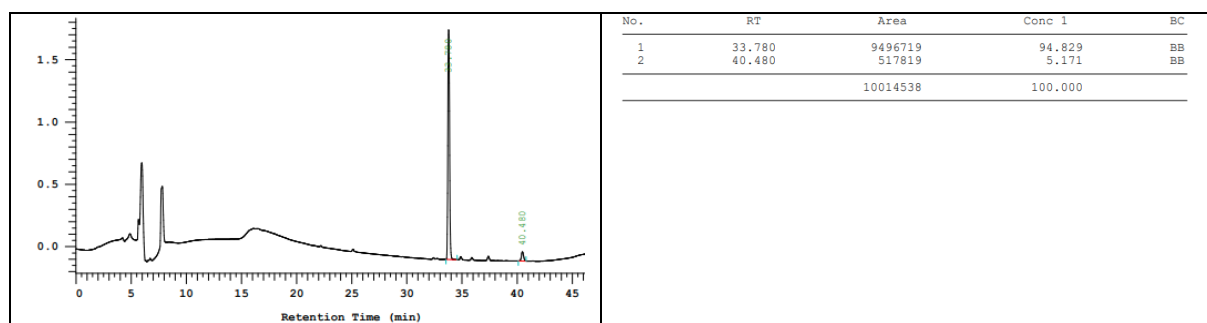 1.5
1.0
0.5
0.0
40.480
0 5 10 15 20 25 30 35 40 45
Retention Time (min)
No. RT Area Conc 1 BC
1 33.780 9496719 94.829 BB
2 40.480 517819 5.171 BB
10014538 100.000